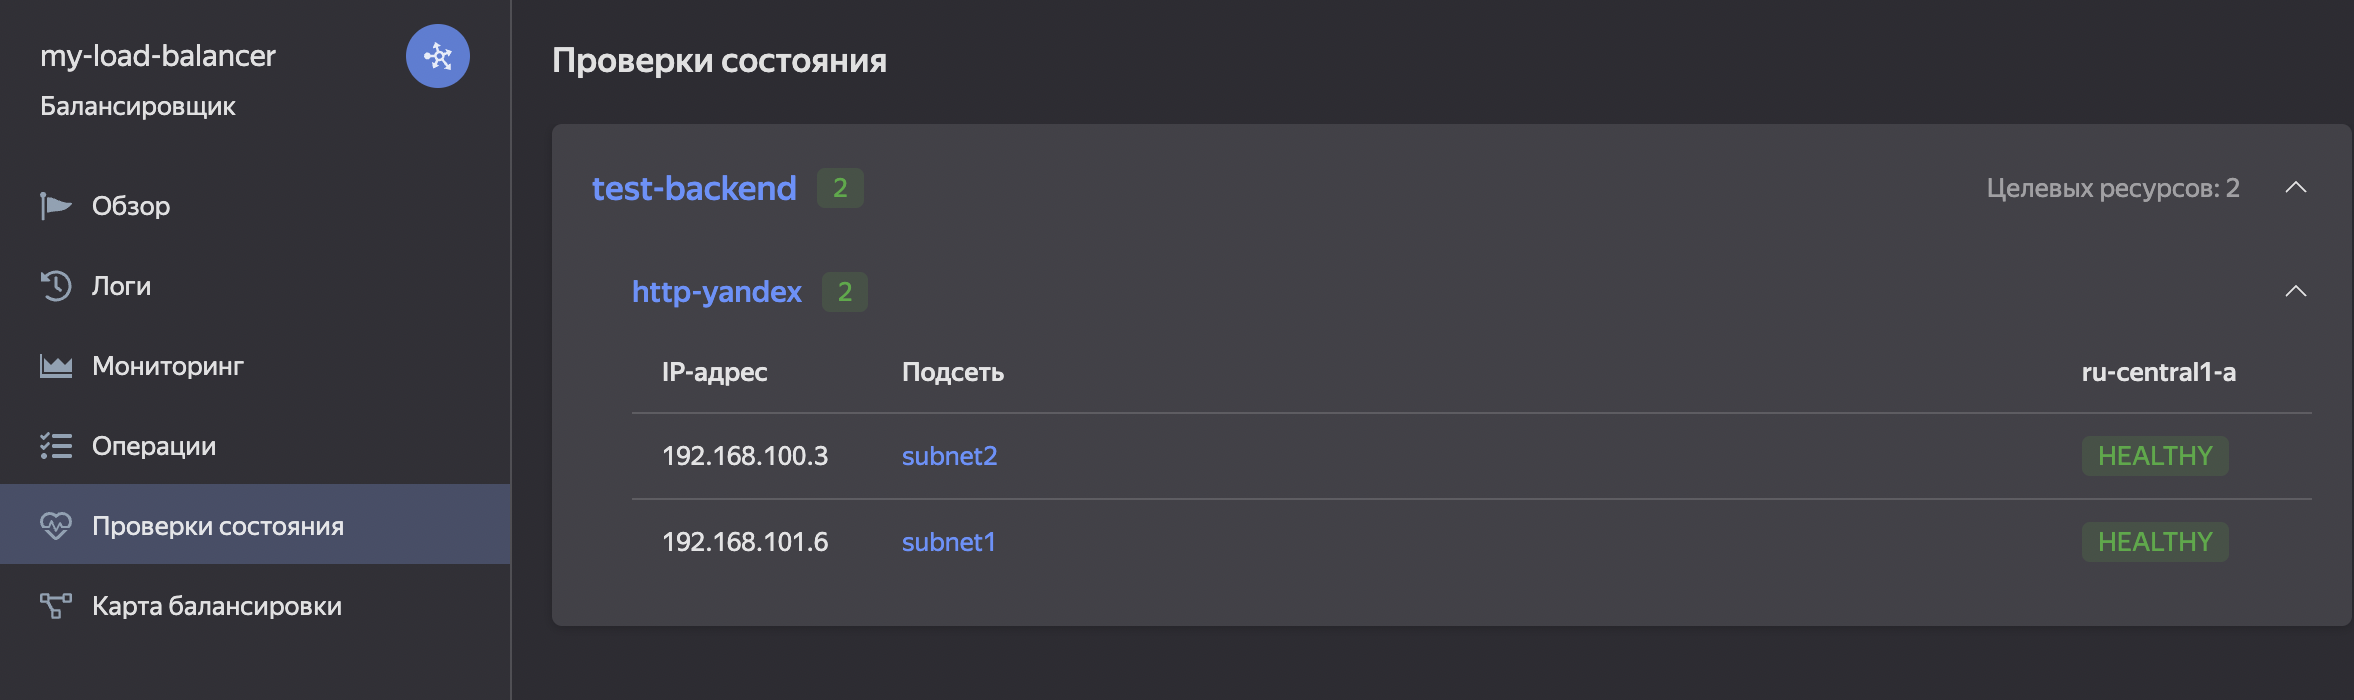 my-load-balancer
Балансировщик
Обзор
Логи
Мониторинг
Операции
Проверки состояния
Карта балансировки
Проверки состояния
test-backend 2 Целевых ресурсов: 2
http-yandex 2
IP-адрес Подсеть ru-central1-a
192.168.100.3 subnet2 HEALTHY
192.168.101.6 subnet1 HEALTHY